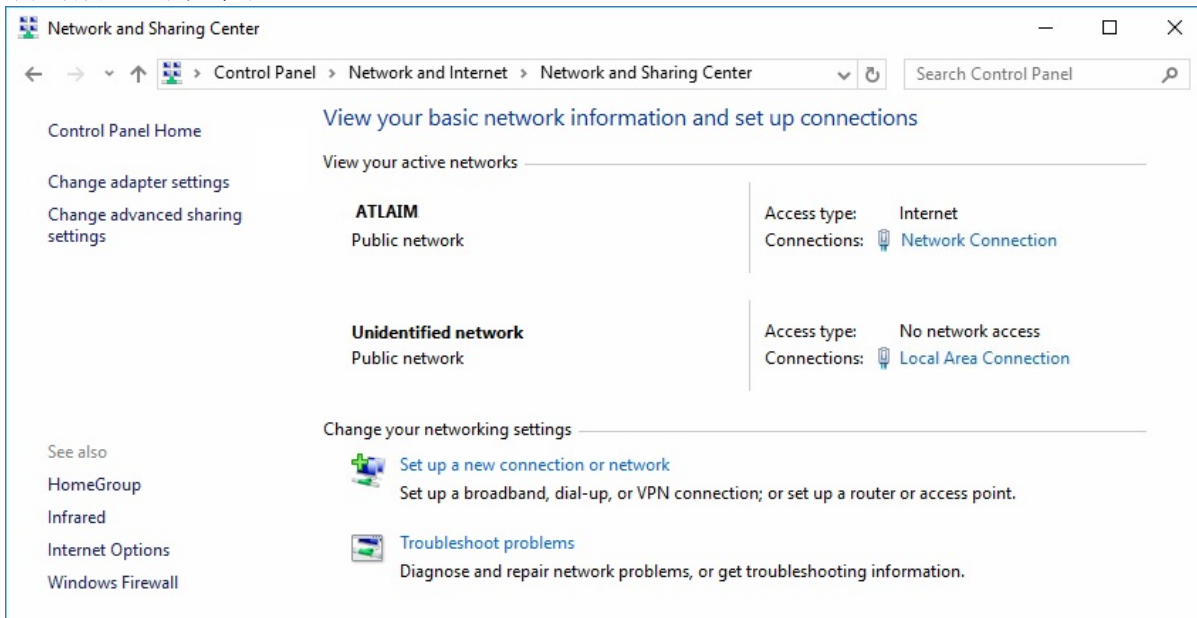 Network and Sharing Center
Control Panel > Network and Internet > Network and Sharing Center
Search Control Panel
Control Panel Home
Change adapter settings
Change advanced sharing
settings
View your basic network information and set up connections
View your active networks
ATLAIM
Public network
Access type: Internet
Connections: Network Connection
Unidentified network
Public network
Access type: No network access
Connections: Local Area Connection
Change your networking settings
Set up a new connection or network
Set up a broadband, dial-up, or VPN connection; or set up a router or access point.
Troubleshoot problems
Diagnose and repair network problems, or get troubleshooting information.
See also
HomeGroup
Infrared
Internet Options
Windows Firewall